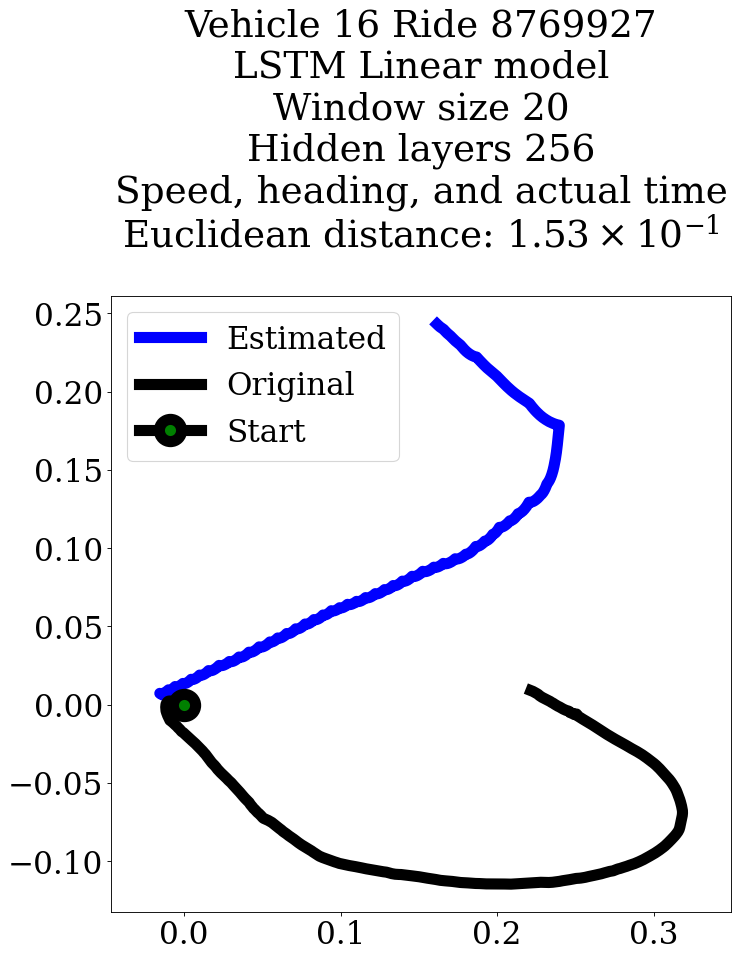 Vehicle 16 Ride 8769927
LSTM Linear model
Window size 20
Hidden layers 256
Speed, heading, and actual time
Euclidean distance: 1.53 × 10⁻¹
Estimated
Original
Start
0.25
0.20
0.15
0.10
0.05
0.00
−0.05
−0.10
0.0 0.1 0.2 0.3